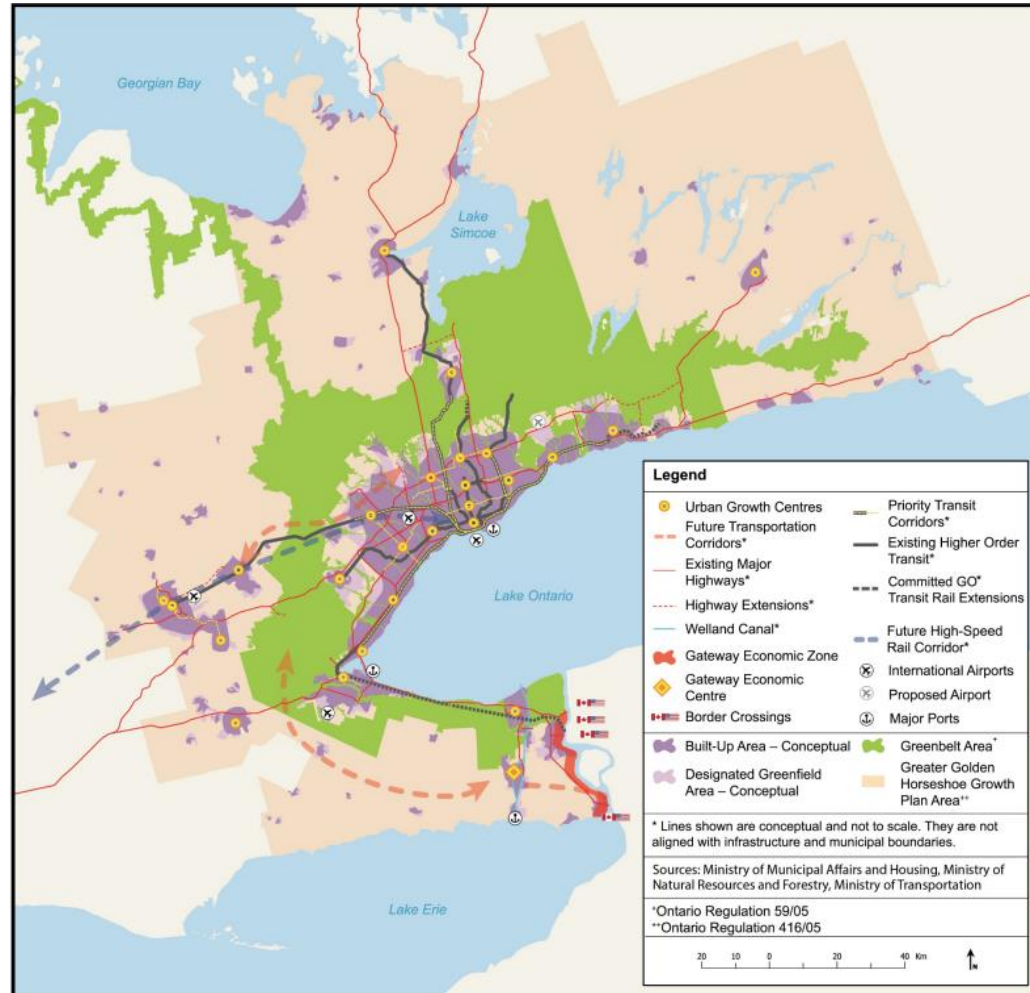 Georgian Bay
Lake
Simcoe
Lake Ontario
Lake Erie
Legend
Urban Growth Centres
Future Transportation
Corridors*
Existing Major
Highways*
Highway Extensions*
Welland Canal*
Gateway Economic Zone
Gateway Economic
Centre
Border Crossings
Priority Transit
Corridors*
Existing Higher Order
Transit*
Committed GO*
Transit Rail Extensions
Future High-Speed
Rail Corridor*
International Airports
Proposed Airport
Major Ports
Built-Up Area – Conceptual
Designated Greenfield
Area – Conceptual
Greenbelt Area+
Greater Golden
Horseshoe Growth
Plan Area++
* Lines shown are conceptual and not to scale. They are not
aligned with infrastructure and municipal boundaries.
Sources: Ministry of Municipal Affairs and Housing, Ministry of
Natural Resources and Forestry, Ministry of Transportation
+Ontario Regulation 59/05
++Ontario Regulation 416/05
20 10 0 20 40 Km
N